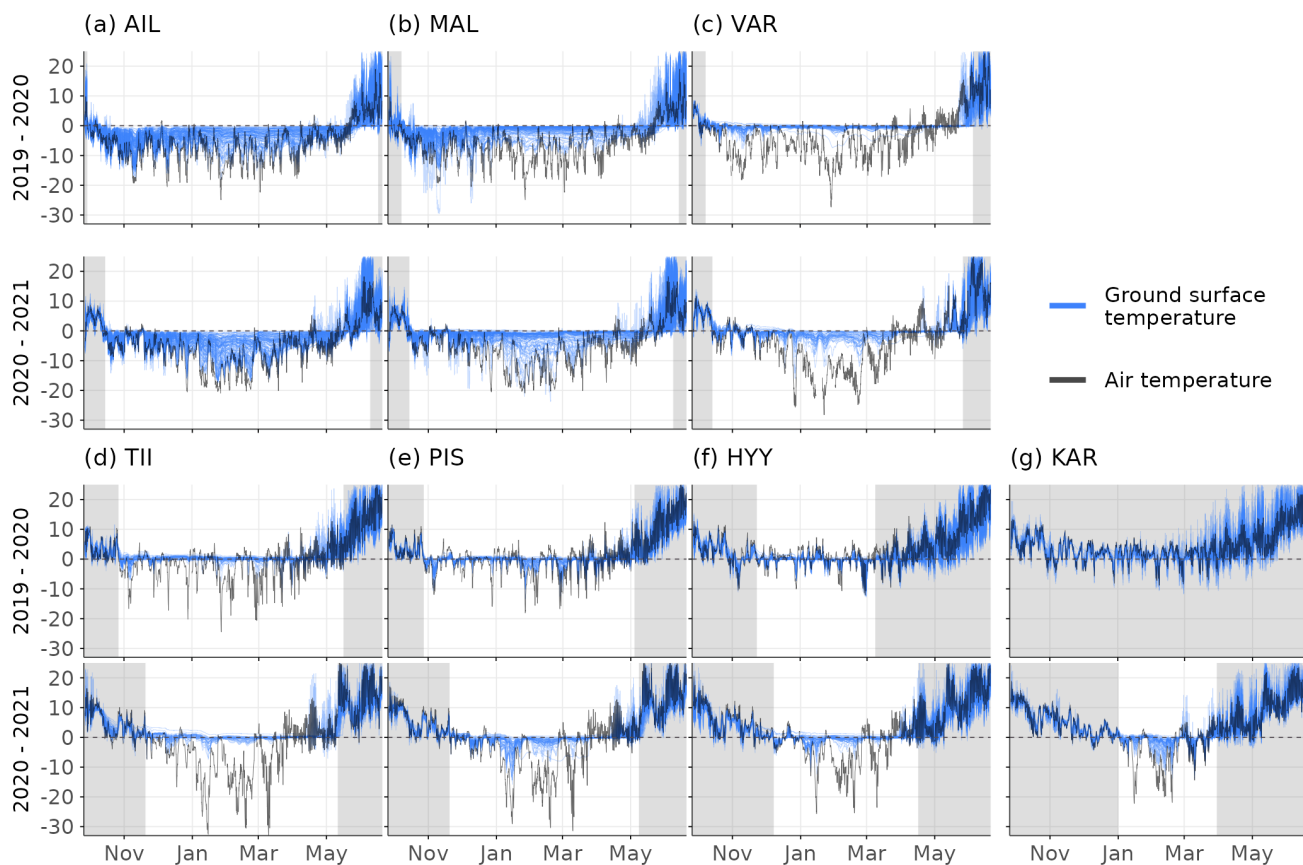 (a) AIL (b) MAL (c) VAR
2019 - 2020
20
10
0
-10
-20
-30
2020 - 2021
20
10
0
-10
-20
-30
Ground surface
temperature
Air temperature
(d) TII (e) PIS (f) HYY (g) KAR
2019 - 2020
20
10
0
-10
-20
-30
2020 - 2021
20
10
0
-10
-20
-30
Nov Jan Mar May Nov Jan Mar May Nov Jan Mar May Nov Jan Mar May